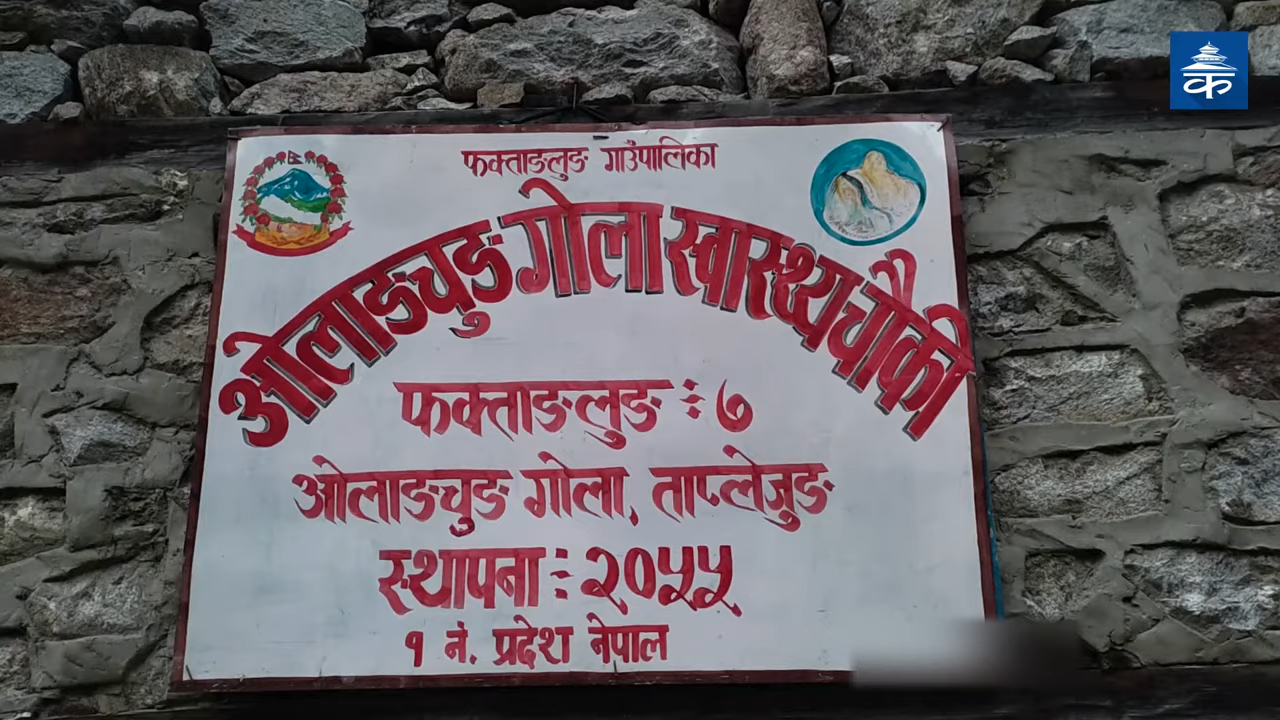 फक्ताङलुङ गाउँपालिका
ओलाङचुङ गोला स्वास्थ्य चौकी
फक्ताङलुङ : ७
ओलाङचुङ गोला, ताप्लेजुङ
स्थापना : २०५५
१ नं. प्रदेश नेपाल
क